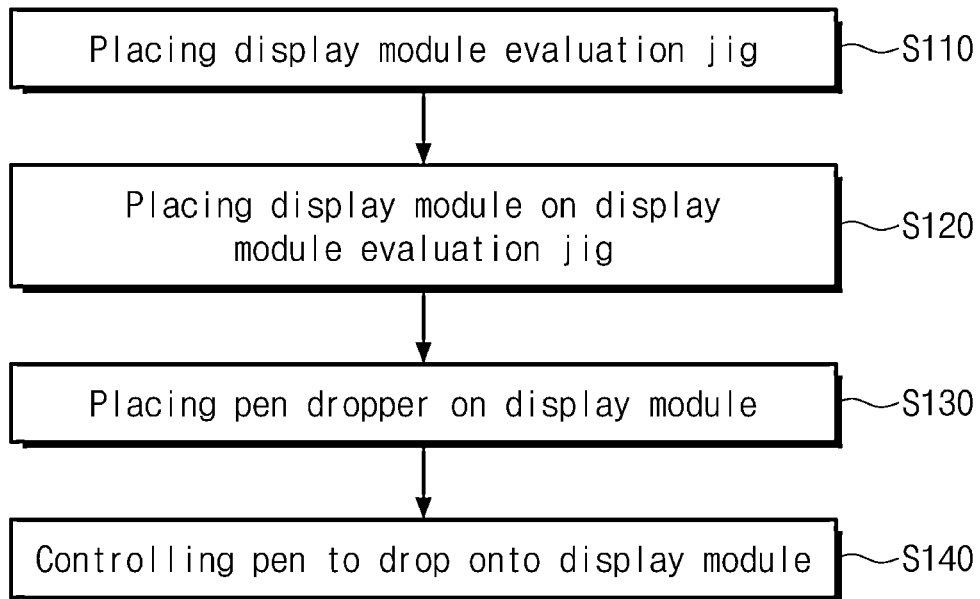 Placing display module evaluation jig
S110
Placing display module on display
module evaluation jig
S120
Placing pen dropper on display module
S130
Controlling pen to drop onto display module
S140